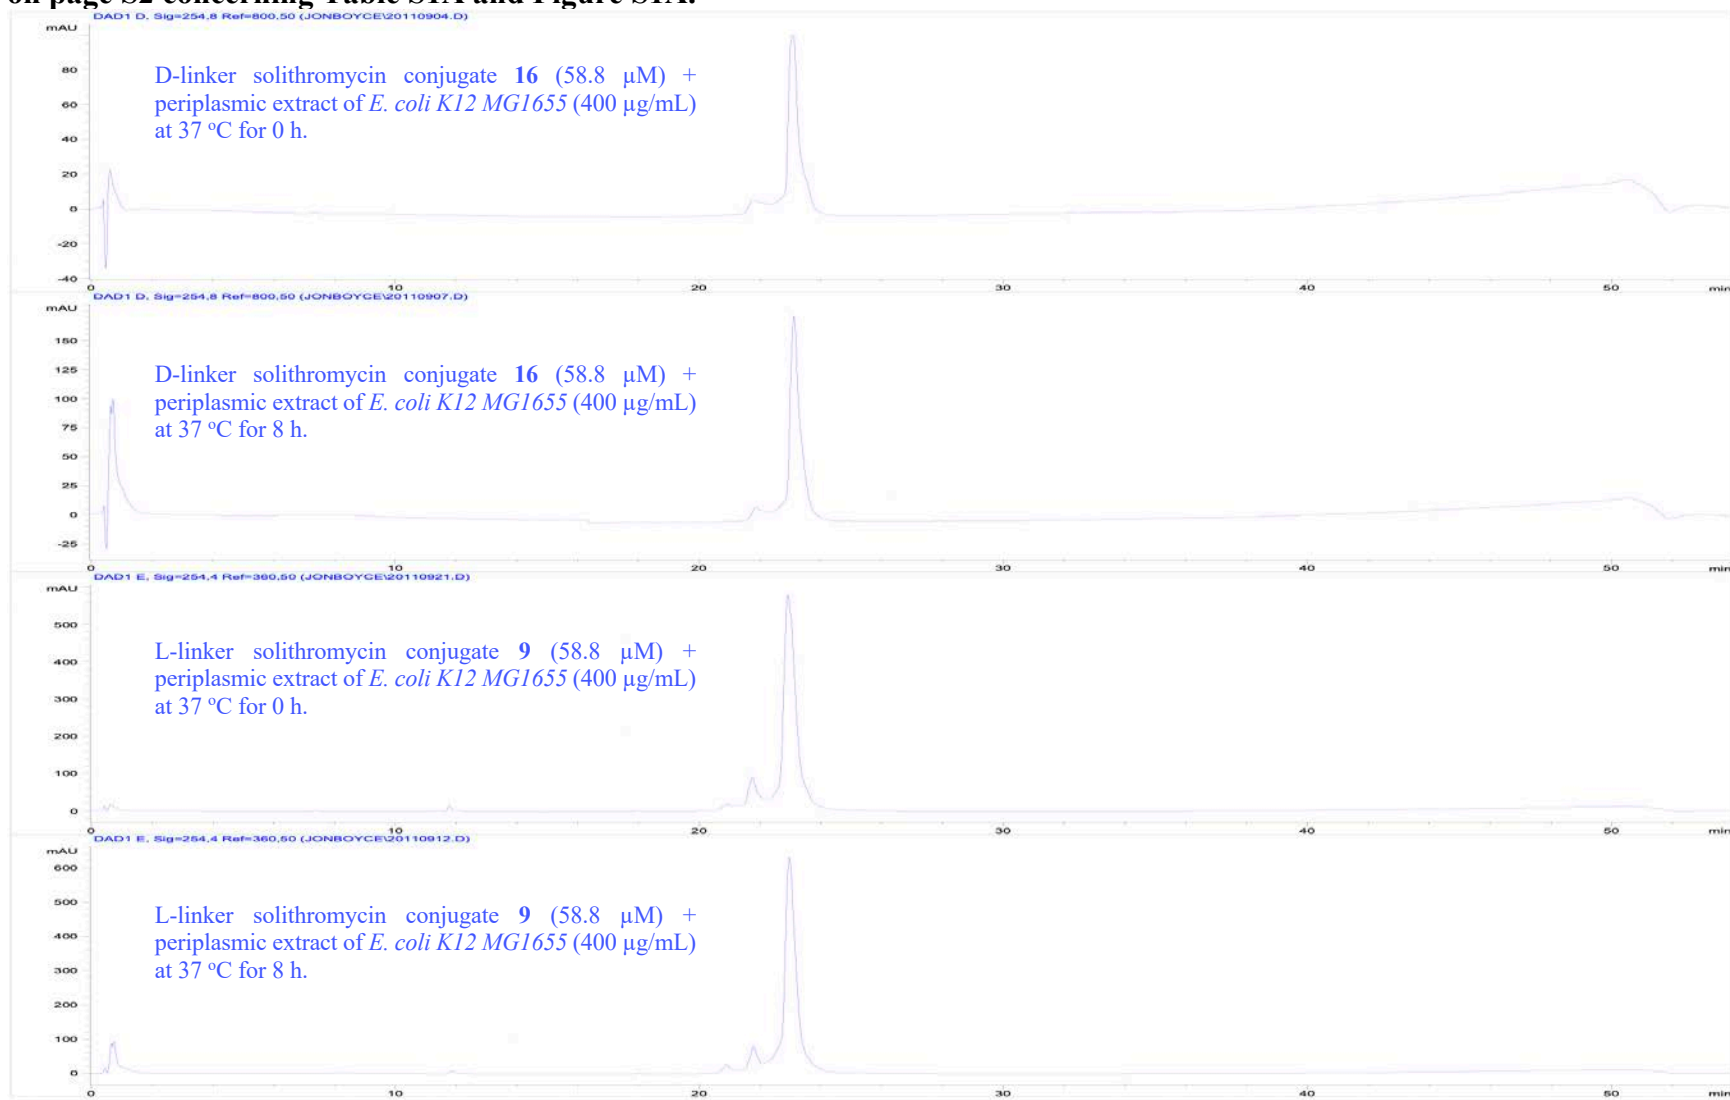 on page S2 concerning Table S1A and Figure S1A.
DAD1 D, Sig=254,8 Ref=800,50 (JONBOYCE\20110904.D)
mAU
80
60
40
20
0
-20
-40
D-linker solithromycin conjugate 16 (58.8 µM) +
periplasmic extract of E. coli K12 MG1655 (400 µg/mL)
at 37 °C for 0 h.
0 10 20 30 40 50 min
DAD1 D, Sig=254,8 Ref=800,50 (JONBOYCE\20110907.D)
mAU
150
125
100
75
50
25
0
-25
D-linker solithromycin conjugate 16 (58.8 µM) +
periplasmic extract of E. coli K12 MG1655 (400 µg/mL)
at 37 °C for 8 h.
0 10 20 30 40 50 min
DAD1 E, Sig=254,4 Ref=360,50 (JONBOYCE\20110921.D)
mAU
500
400
300
200
100
0
L-linker solithromycin conjugate 9 (58.8 µM) +
periplasmic extract of E. coli K12 MG1655 (400 µg/mL)
at 37 °C for 0 h.
0 10 20 30 40 50 min
DAD1 E, Sig=254,4 Ref=360,50 (JONBOYCE\20110912.D)
mAU
600
500
400
300
200
100
0
L-linker solithromycin conjugate 9 (58.8 µM) +
periplasmic extract of E. coli K12 MG1655 (400 µg/mL)
at 37 °C for 8 h.
0 10 20 30 40 50 min